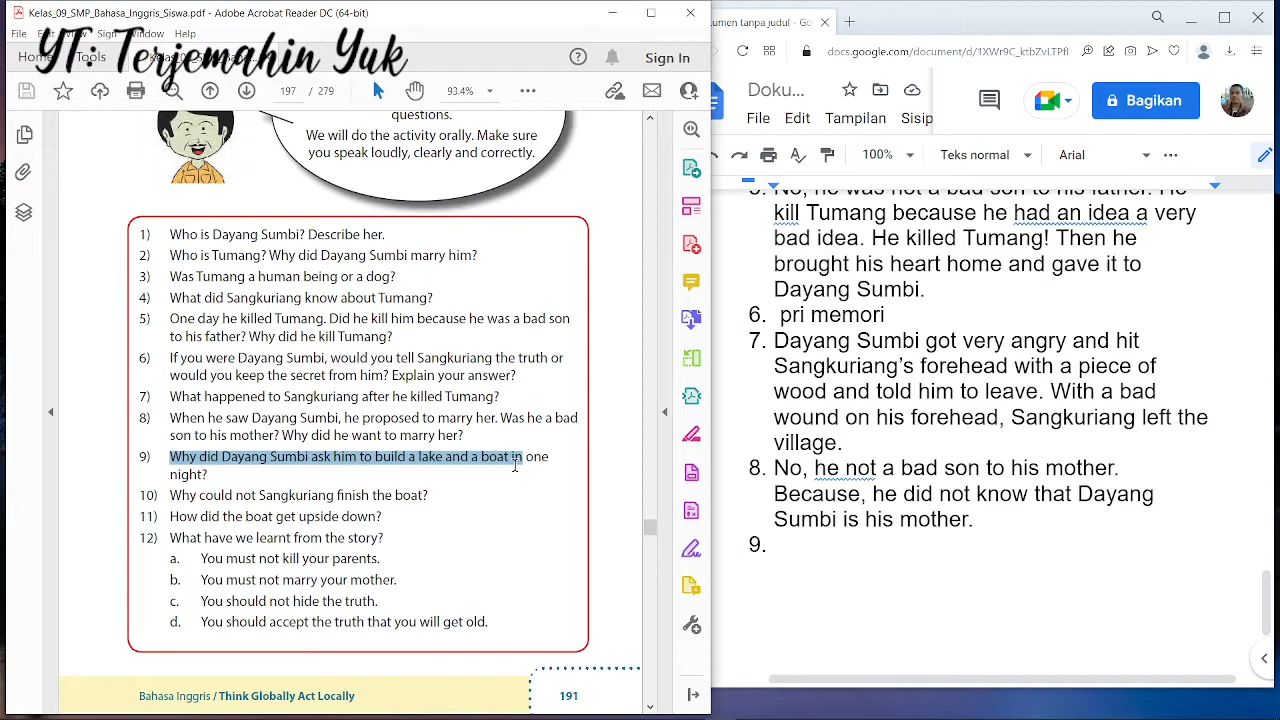 Kelas_09_SMP_Bahasa_Inggris_Siswa.pdf - Adobe Acrobat Reader DC (64-bit)
File Edit View Sign Window Help
YT: Terjemahin Yuk
Home Tools
Sign In
197 / 279
93.4%
questions.
We will do the activity orally. Make sure
you speak loudly, clearly and correctly.
1) Who is Dayang Sumbi? Describe her.
2) Who is Tumang? Why did Dayang Sumbi marry him?
3) Was Tumang a human being or a dog?
4) What did Sangkuriang know about Tumang?
5) One day he killed Tumang. Did he kill him because he was a bad son
to his father? Why did he kill Tumang?
6) If you were Dayang Sumbi, would you tell Sangkuriang the truth or
would you keep the secret from him? Explain your answer?
7) What happened to Sangkuriang after he killed Tumang?
8) When he saw Dayang Sumbi, he proposed to marry her. Was he a bad
son to his mother? Why did he want to marry her?
9) Why did Dayang Sumbi ask him to build a lake and a boat in one
night?
10) Why could not Sangkuriang finish the boat?
11) How did the boat get upside down?
12) What have we learnt from the story?
a. You must not kill your parents.
b. You must not marry your mother.
c. You should not hide the truth.
d. You should accept the truth that you will get old.
Bahasa Inggris / Think Globally Act Locally
191
umen tanpa judul - Go
docs.google.com/document/d/1XWr9C_ktbZvLTPfl
Doku
File Edit Tampilan Sisip
Bagikan
100% Teks normal Arial
No, he was not a bad son to his father. He
kill Tumang because he had an idea a very
bad idea. He killed Tumang! Then he
brought his heart home and gave it to
Dayang Sumbi.
6. pri memori
7. Dayang Sumbi got very angry and hit
Sangkuriang's forehead with a piece of
wood and told him to leave. With a bad
wound on his forehead, Sangkuriang left the
village.
8. No, he not a bad son to his mother.
Because, he did not know that Dayang
Sumbi is his mother.
9.